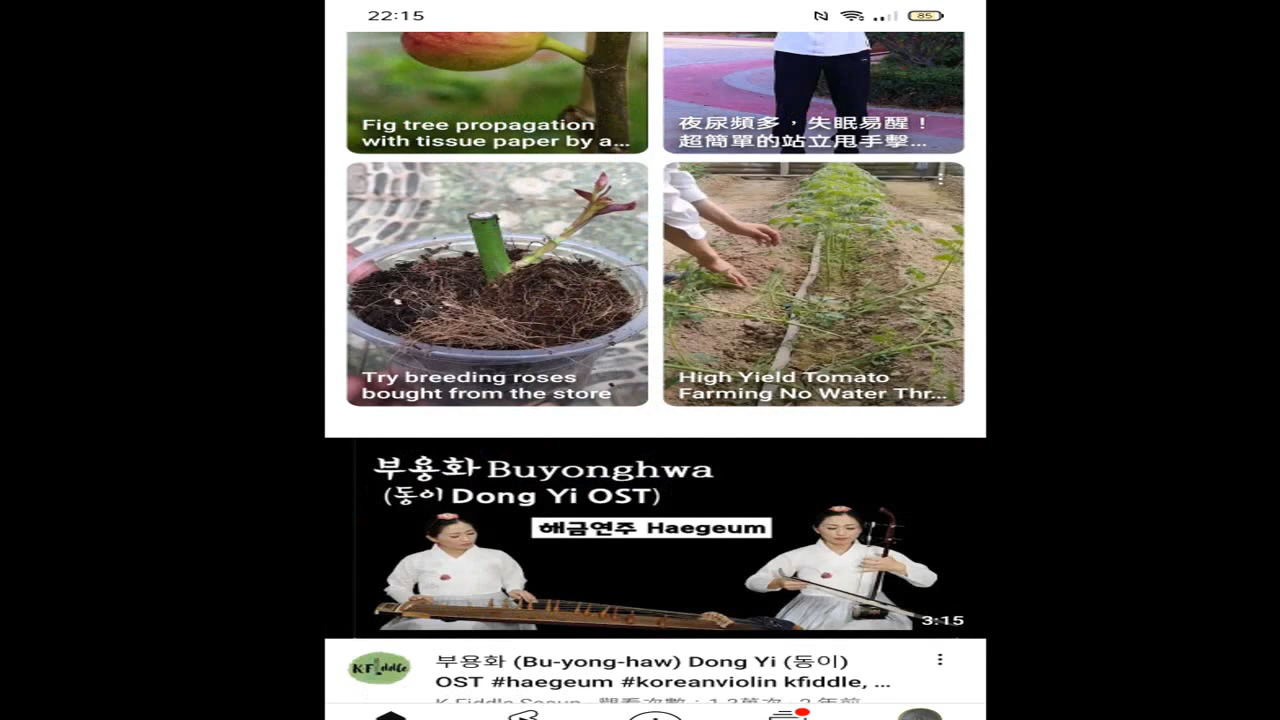 22:15
85
Fig tree propagation
with tissue paper by a...
夜尿頻多，失眠易醒！
超簡單的站立甩手擊...
Try breeding roses
bought from the store
High Yield Tomato
Farming No Water Thr...
부용화 Buyonghwa
(동이 Dong Yi OST)
해금연주 Haegeum
3:15
KFiddle
부용화 (Bu-yong-haw) Dong Yi (동이)
OST #haegeum #koreanviolin kfiddle, ...